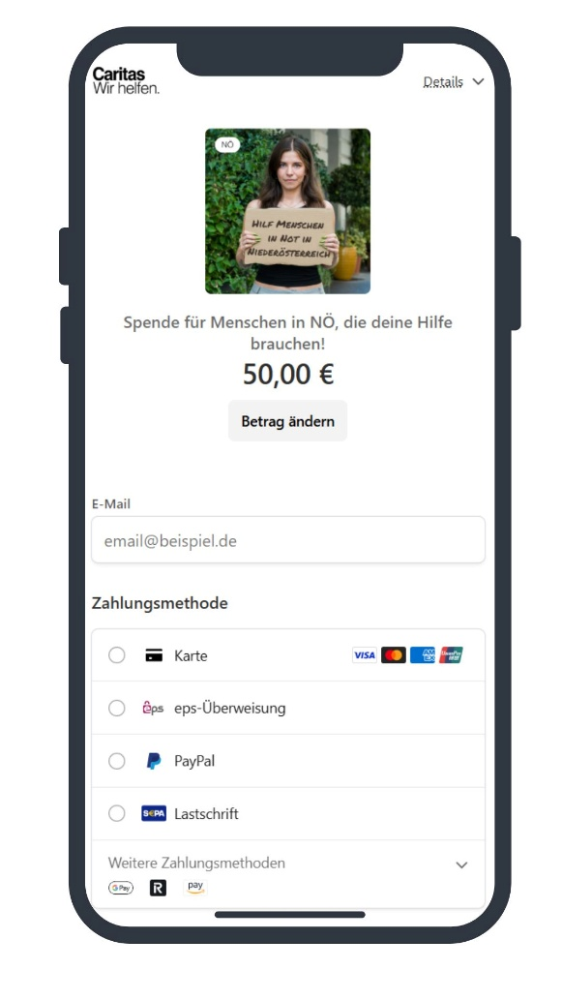 Caritas
Wir helfen.
Details
NÖ
HILF MENSCHEN
IN NOT IN
NIEDERÖSTERREICH
Spende für Menschen in NÖ, die deine Hilfe
brauchen!
50,00 €
Betrag ändern
E-Mail
email@beispiel.de
Zahlungsmethode
Karte VISA AMEX UnionPay
eps eps-Überweisung
PayPal
SEPA Lastschrift
Weitere Zahlungsmethoden
G Pay R pay